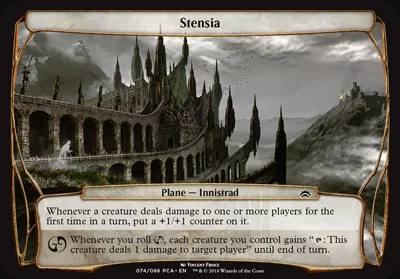 Stensia
Plane — Innistrad
Whenever a creature deals damage to one or more players for the
first time in a turn, put a +1/+1 counter on it.
Whenever you roll , each creature you control gains “ : This
creature deals 1 damage to target player” until end of turn.
074/086 PCA • EN Vincent Proce ™ & © 2016 Wizards of the Coast